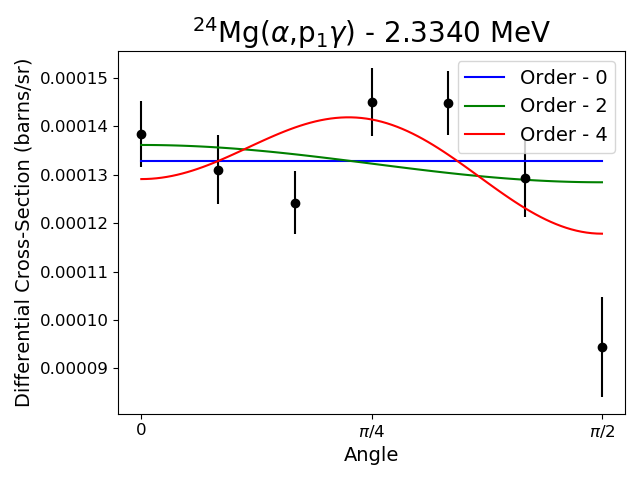 ²⁴Mg(α,p₁γ) - 2.3340 MeV
Differential Cross-Section (barns/sr)
0.00015
0.00014
0.00013
0.00012
0.00011
0.00010
0.00009
Order - 0
Order - 2
Order - 4
0
π/4
π/2
Angle